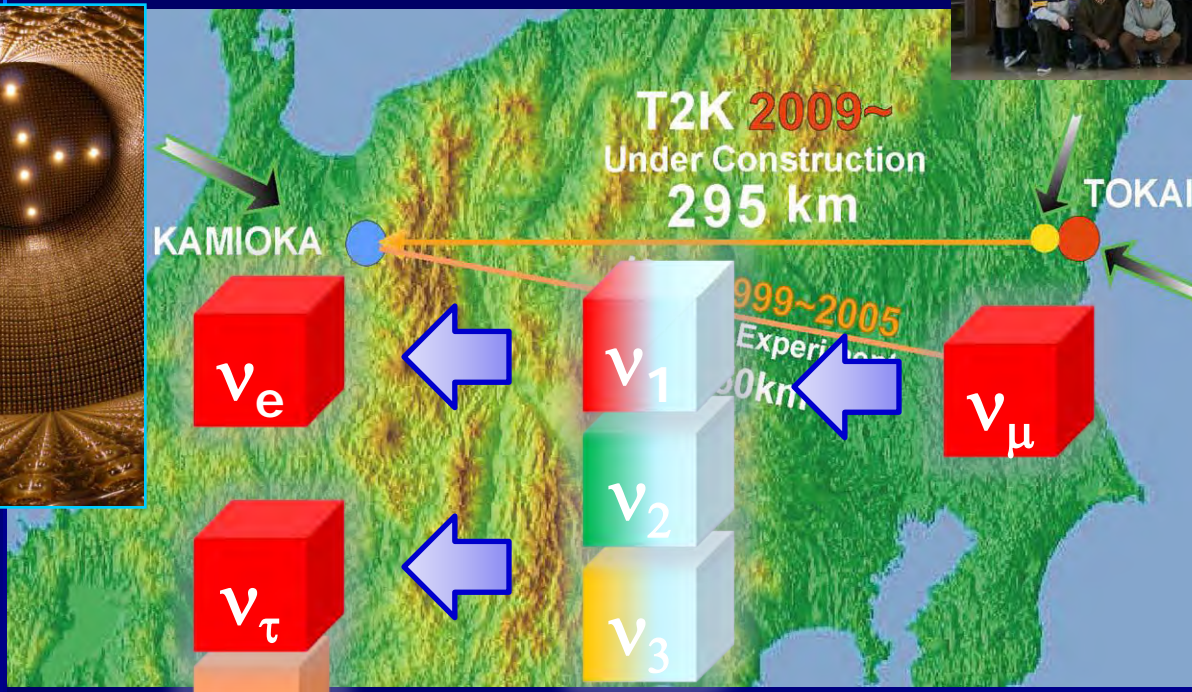 T2K 2009~
Under Construction
295 km
TOKAI
KAMIOKA
999~2005
νe
ν1
νμ
ν2
ντ
ν3